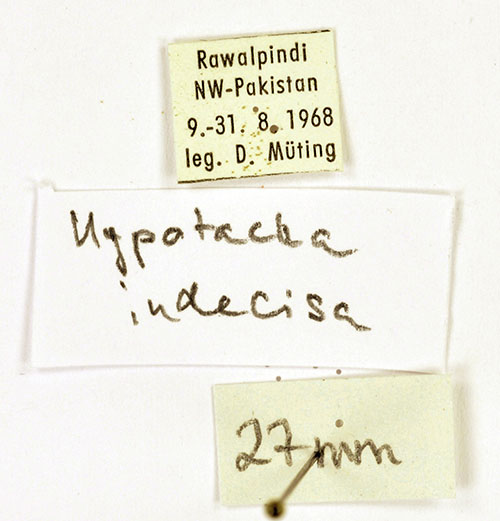 Rawalpindi
NW-Pakistan
9.-31. 8. 1968
leg. D. Müting
Hypotacha
indecisa
27mm